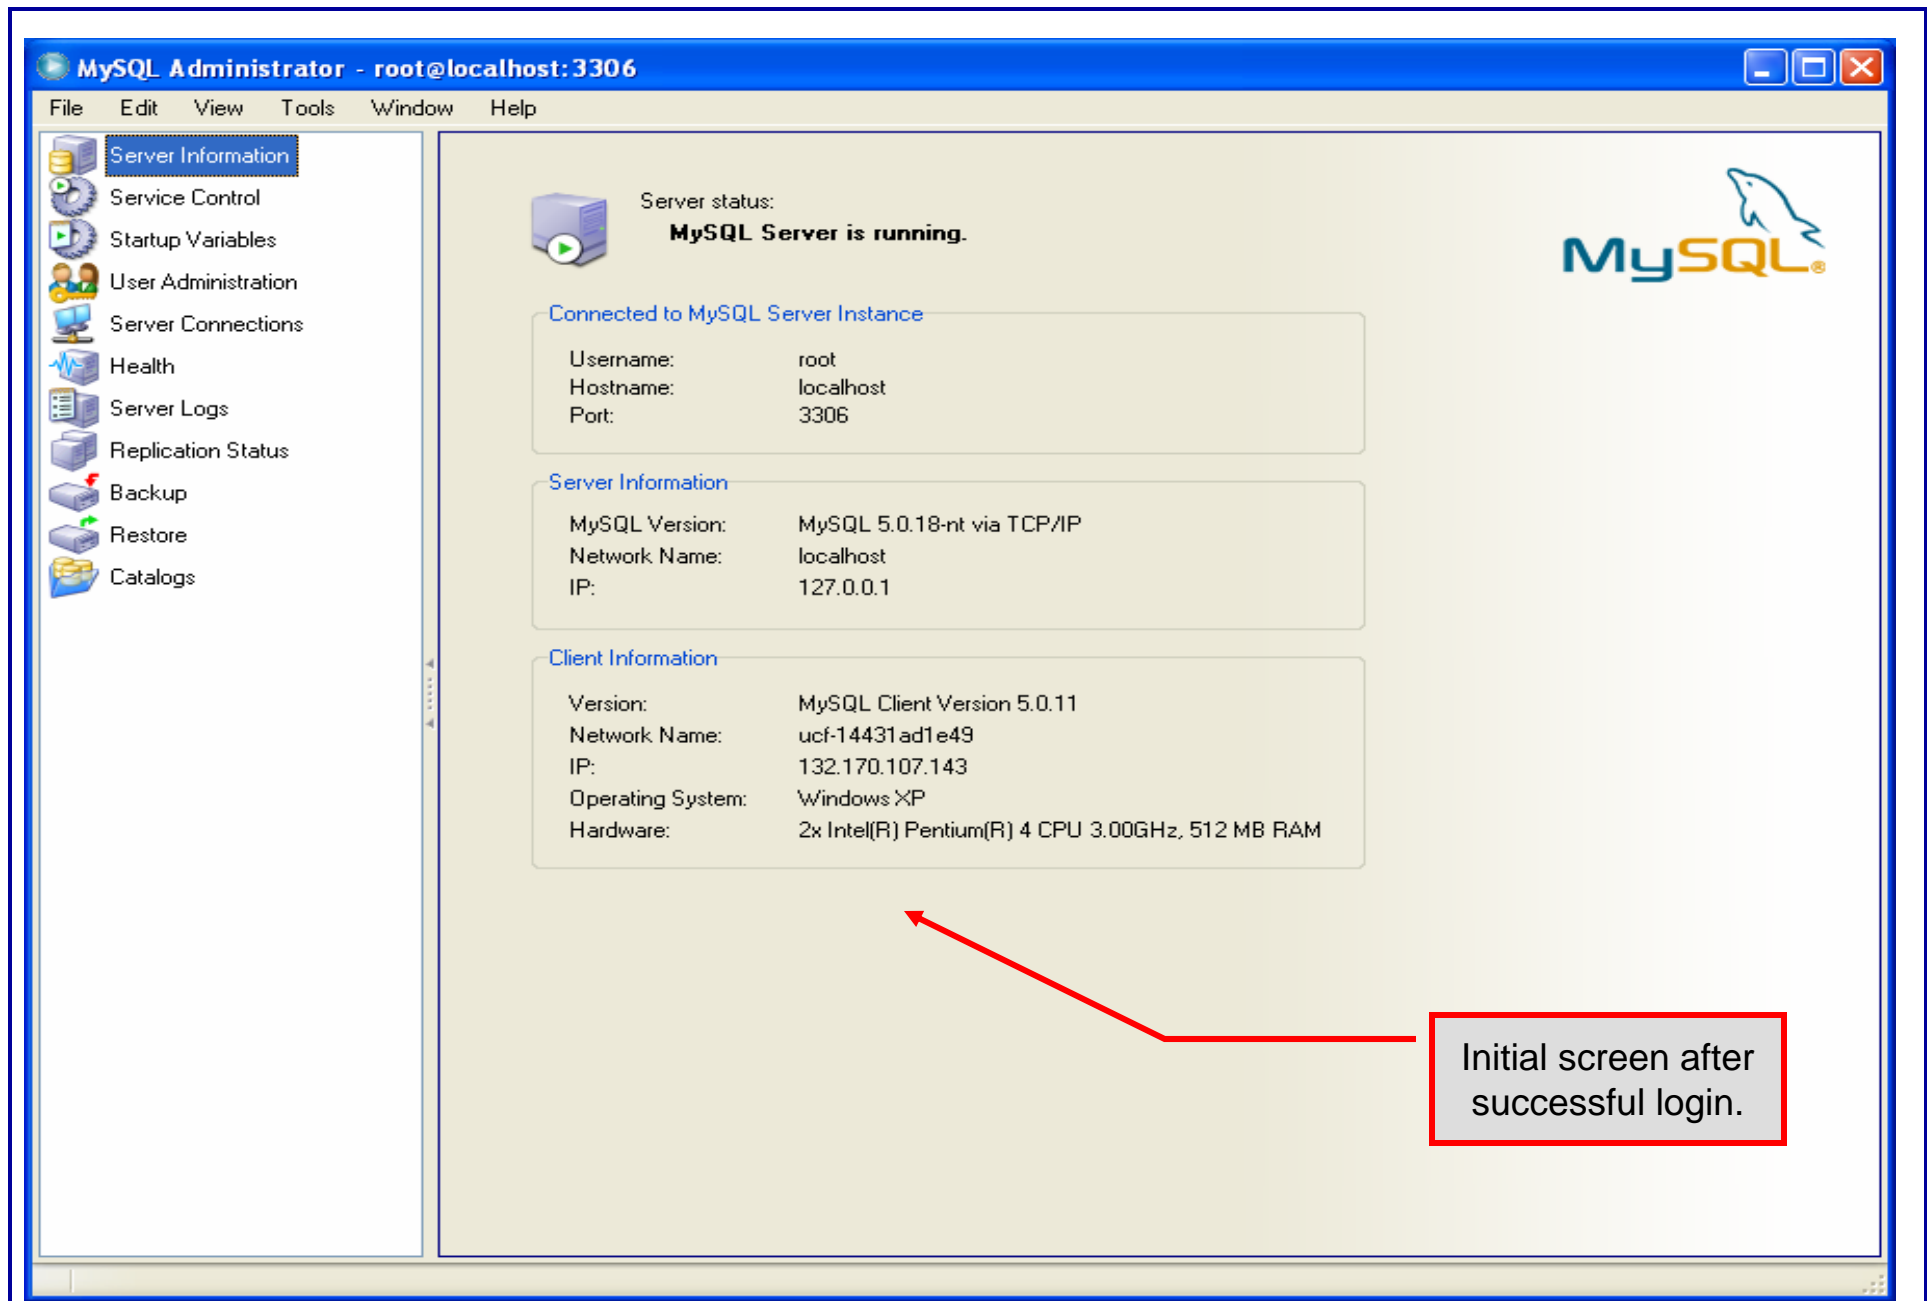 MySQL Administrator - root@localhost:3306
File Edit View Tools Window Help
Server Information
Service Control
Startup Variables
User Administration
Server Connections
Health
Server Logs
Replication Status
Backup
Restore
Catalogs
Server status:
MySQL Server is running.
MySQL®
Connected to MySQL Server Instance
Username: root
Hostname: localhost
Port: 3306
Server Information
MySQL Version: MySQL 5.0.18-nt via TCP/IP
Network Name: localhost
IP: 127.0.0.1
Client Information
Version: MySQL Client Version 5.0.11
Network Name: ucf-14431ad1e49
IP: 132.170.107.143
Operating System: Windows XP
Hardware: 2x Intel(R) Pentium(R) 4 CPU 3.00GHz, 512 MB RAM
Initial screen after
successful login.